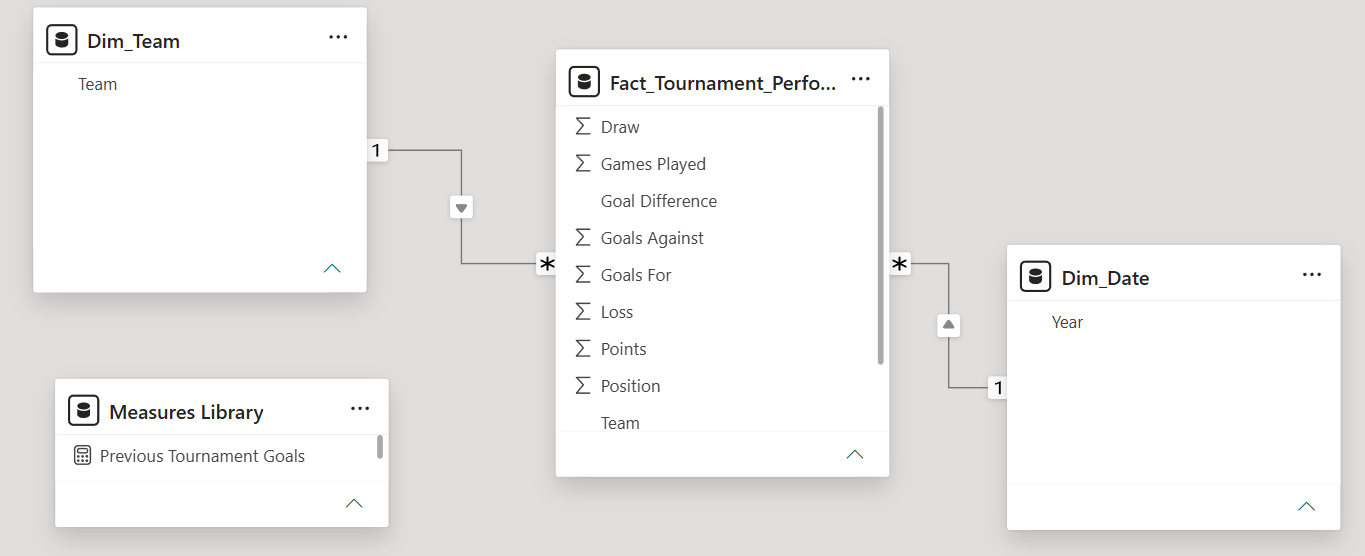 Dim_Team
Team
1
*
Measures Library
Previous Tournament Goals
Fact_Tournament_Perfo...
Draw
Games Played
Goal Difference
Goals Against
Goals For
Loss
Points
Position
Team
*
1
Dim_Date
Year